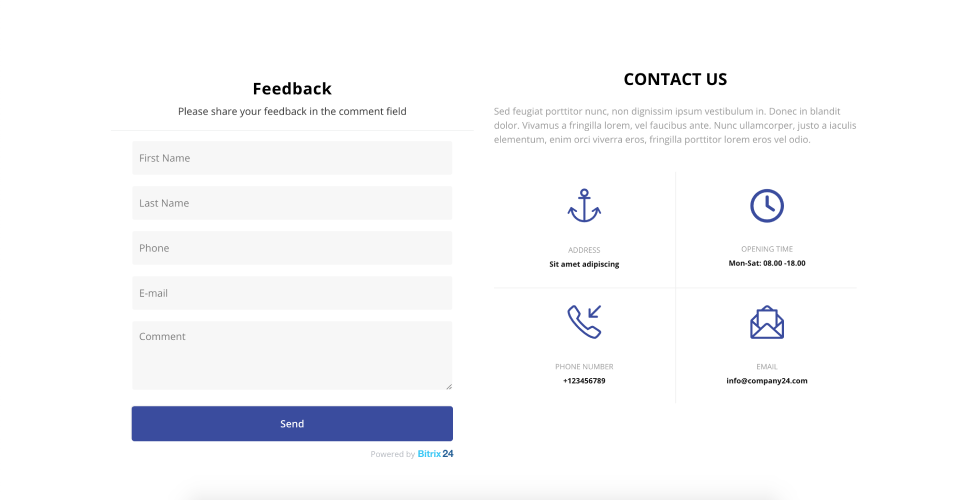 Feedback
Please share your feedback in the comment field
First Name
Last Name
Phone
E-mail
Comment
Send
Powered by Bitrix24
CONTACT US
Sed feugiat porttitor nunc, non dignissim ipsum vestibulum in. Donec in blandit
dolor. Vivamus a fringilla lorem, vel faucibus ante. Nunc ullamcorper, justo a iaculis
elementum, enim orci viverra eros, fringilla porttitor lorem eros vel odio.
ADDRESS
Sit amet adipiscing
OPENING TIME
Mon-Sat: 08.00 -18.00
PHONE NUMBER
+123456789
EMAIL
info@company24.com